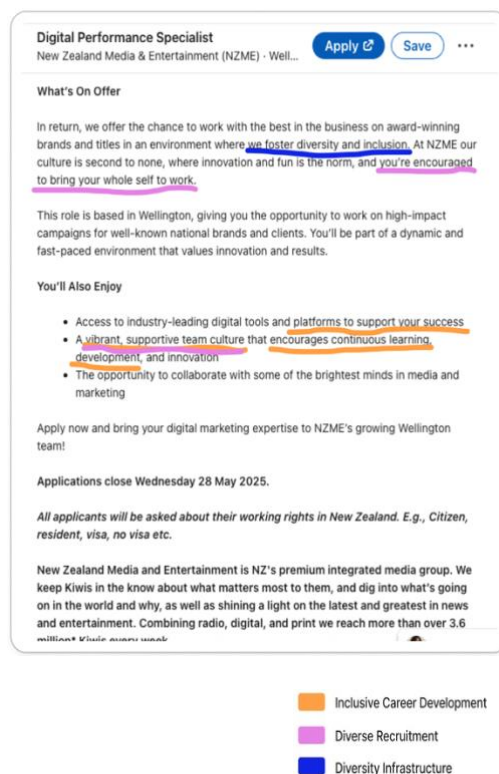 Digital Performance Specialist
New Zealand Media & Entertainment (NZME) · Well...
Apply
Save
What's On Offer
In return, we offer the chance to work with the best in the business on award-winning
brands and titles in an environment where we foster diversity and inclusion. At NZME our
culture is second to none, where innovation and fun is the norm, and you're encouraged
to bring your whole self to work.
This role is based in Wellington, giving you the opportunity to work on high-impact
campaigns for well-known national brands and clients. You'll be part of a dynamic and
fast-paced environment that values innovation and results.
You'll Also Enjoy
• Access to industry-leading digital tools and platforms to support your success
• A vibrant, supportive team culture that encourages continuous learning,
development, and innovation
• The opportunity to collaborate with some of the brightest minds in media and
marketing
Apply now and bring your digital marketing expertise to NZME's growing Wellington
team!
Applications close Wednesday 28 May 2025.
All applicants will be asked about their working rights in New Zealand. E.g., Citizen,
resident, visa, no visa etc.
New Zealand Media and Entertainment is NZ's premium integrated media group. We
keep Kiwis in the know about what matters most to them, and dig into what's going
on in the world and why, as well as shining a light on the latest and greatest in news
and entertainment. Combining radio, digital, and print we reach more than over 3.6
million* Kiwis every week
Inclusive Career Development
Diverse Recruitment
Diversity Infrastructure